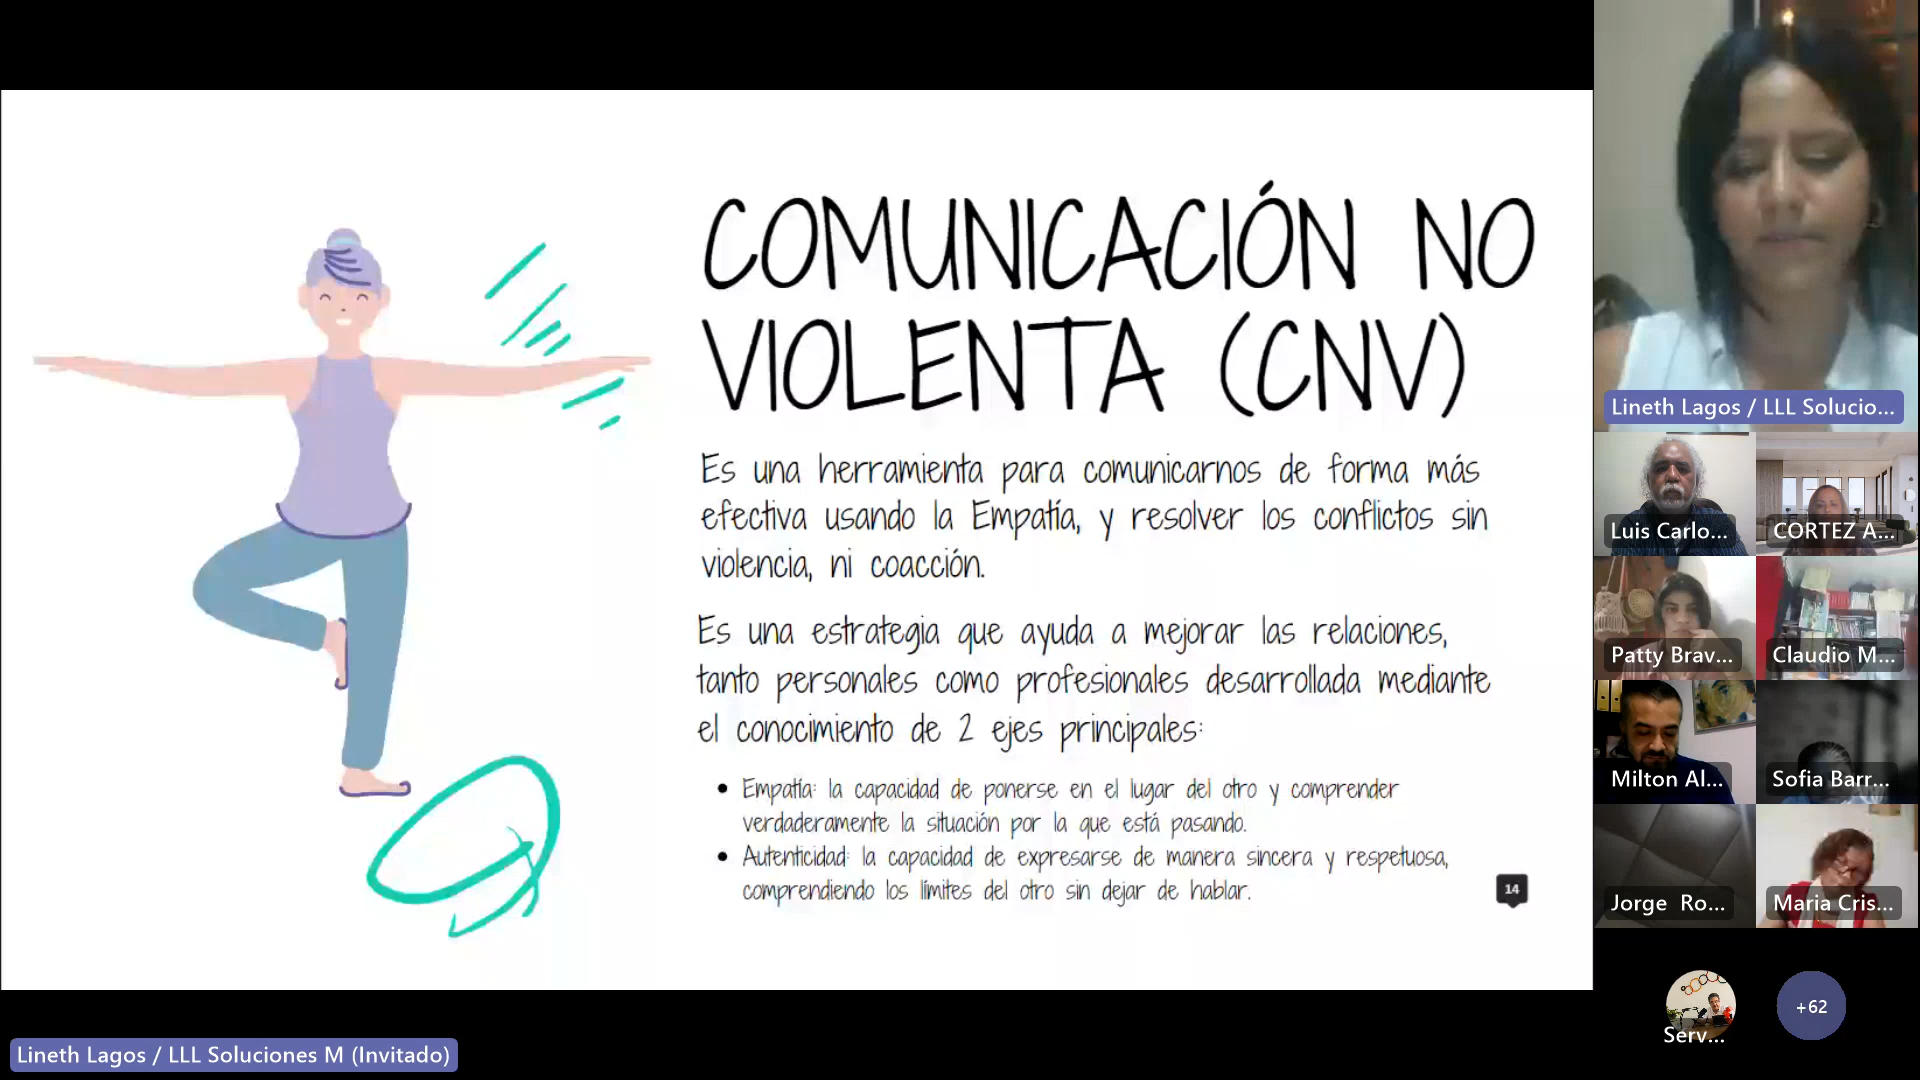 COMUNICACIÓN NO
VIOLENTA (CNV)
Es una herramienta para comunicarnos de forma más
efectiva usando la Empatía, y resolver los conflictos sin
violencia, ni coacción.
Es una estrategia que ayuda a mejorar las relaciones,
tanto personales como profesionales desarrollada mediante
el conocimiento de 2 ejes principales:
• Empatía: la capacidad de ponerse en el lugar del otro y comprender
verdaderamente la situación por la que está pasando.
• Autenticidad: la capacidad de expresarse de manera sincera y respetuosa,
comprendiendo los límites del otro sin dejar de hablar.
14
Lineth Lagos / LLL Solucio...
Luis Carlo...
CORTEZ A...
Patty Brav...
Claudio M...
Milton Al...
Sofia Barr...
Jorge Ro...
Maria Cris...
Serv...
+62
Lineth Lagos / LLL Soluciones M (Invitado)